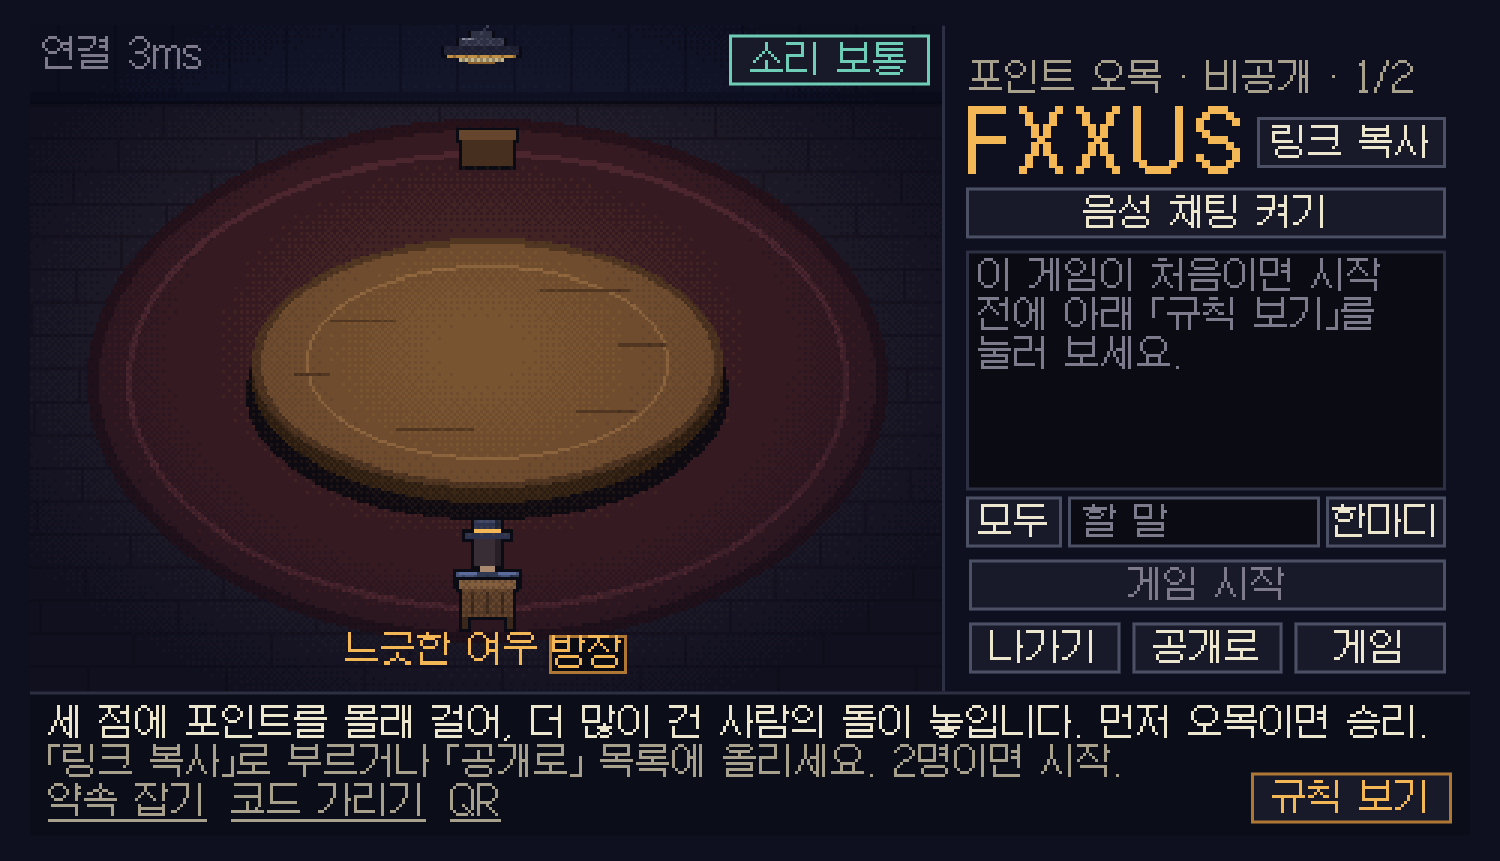 연결 3ms
소리 보통
포인트 오목 · 비공개 · 1/2
FXXUS
링크 복사
음성 채팅 켜기
이 게임이 처음이면 시작
전에 아래 「규칙 보기」를
눌러 보세요.
모두
할 말
한마디
게임 시작
나가기
공개로
게임
느긋한 여우 방장
세 점에 포인트를 몰래 걸어, 더 많이 건 사람의 돌이 놓입니다. 먼저 오목이면 승리.
「링크 복사」로 부르거나 「공개로」 목록에 올리세요. 2명이면 시작.
약속 잡기 코드 가리기 QR
규칙 보기